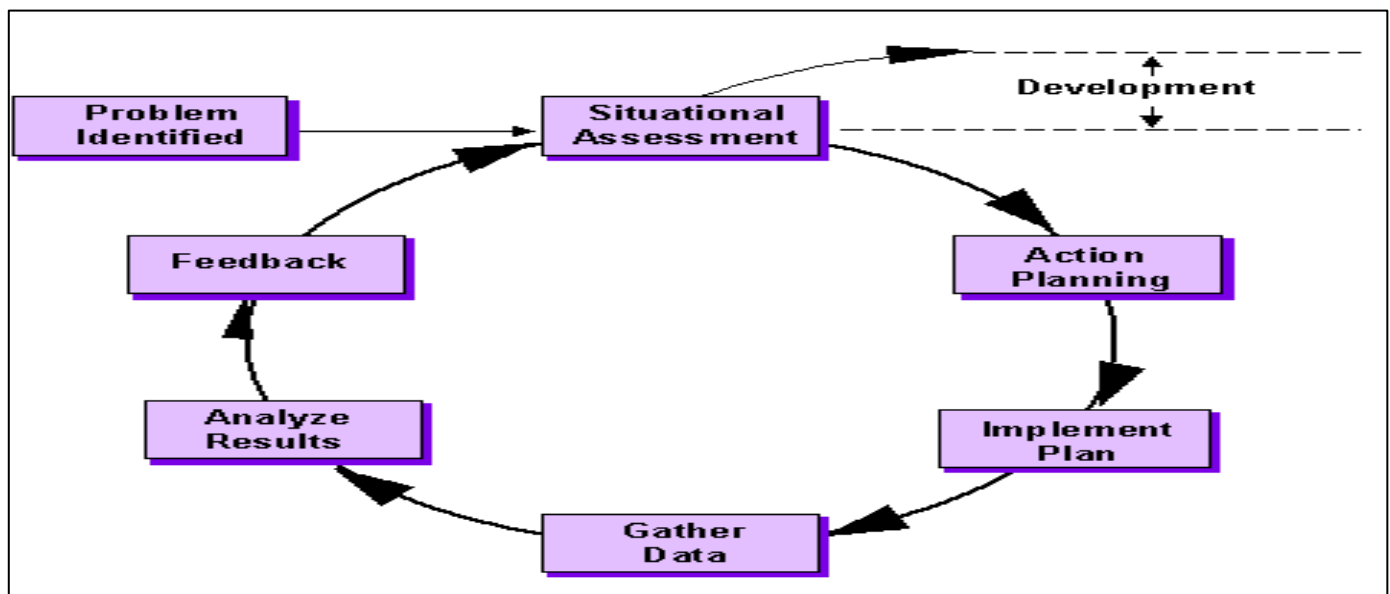 Development
Problem
Identified
Situational
Assessment
Feedback
Action
Planning
Analyze
Results
Implement
Plan
Gather
Data